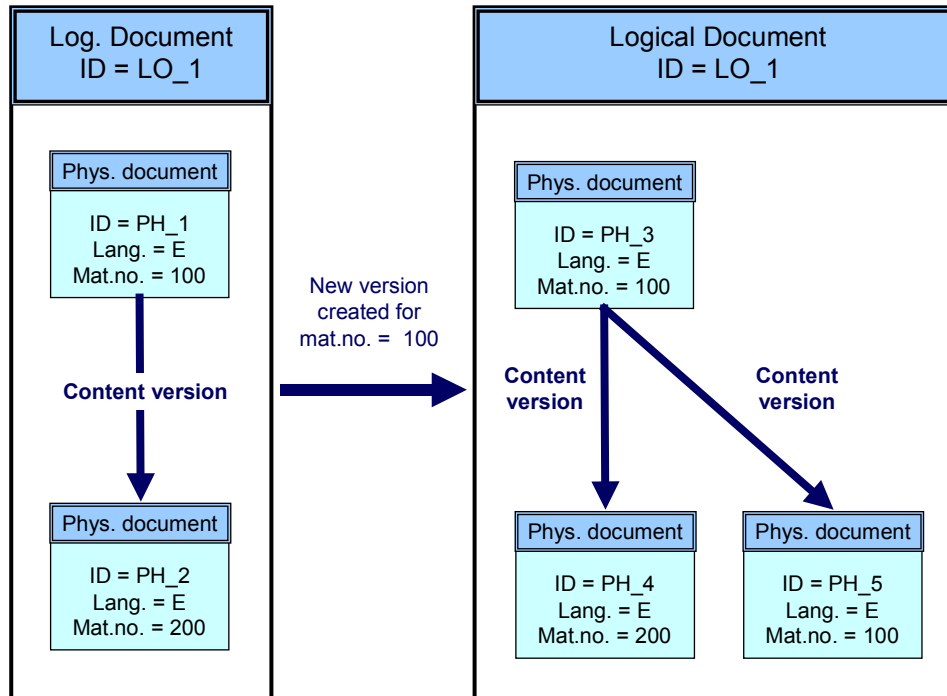 Log. Document
ID = LO_1
Phys. document
ID = PH_1
Lang. = E
Mat.no. = 100
Content version
Phys. document
ID = PH_2
Lang. = E
Mat.no. = 200
New version
created for
mat.no. = 100
Logical Document
ID = LO_1
Phys. document
ID = PH_3
Lang. = E
Mat.no. = 100
Content
version
Content
version
Phys. document
ID = PH_4
Lang. = E
Mat.no. = 200
Phys. document
ID = PH_5
Lang. = E
Mat.no. = 100